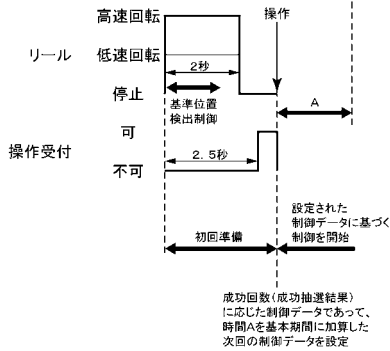 高速回転
操作
リール
低速回転
2秒
停止
基準位置
検出制御
A
可
操作受付
2.5秒
不可
初回準備
設定された
制御データに基づく
制御を開始
成功回数(成功抽選結果)
に応じた制御データであって、
時間Aを基本期間に加算した
次回の制御データを設定